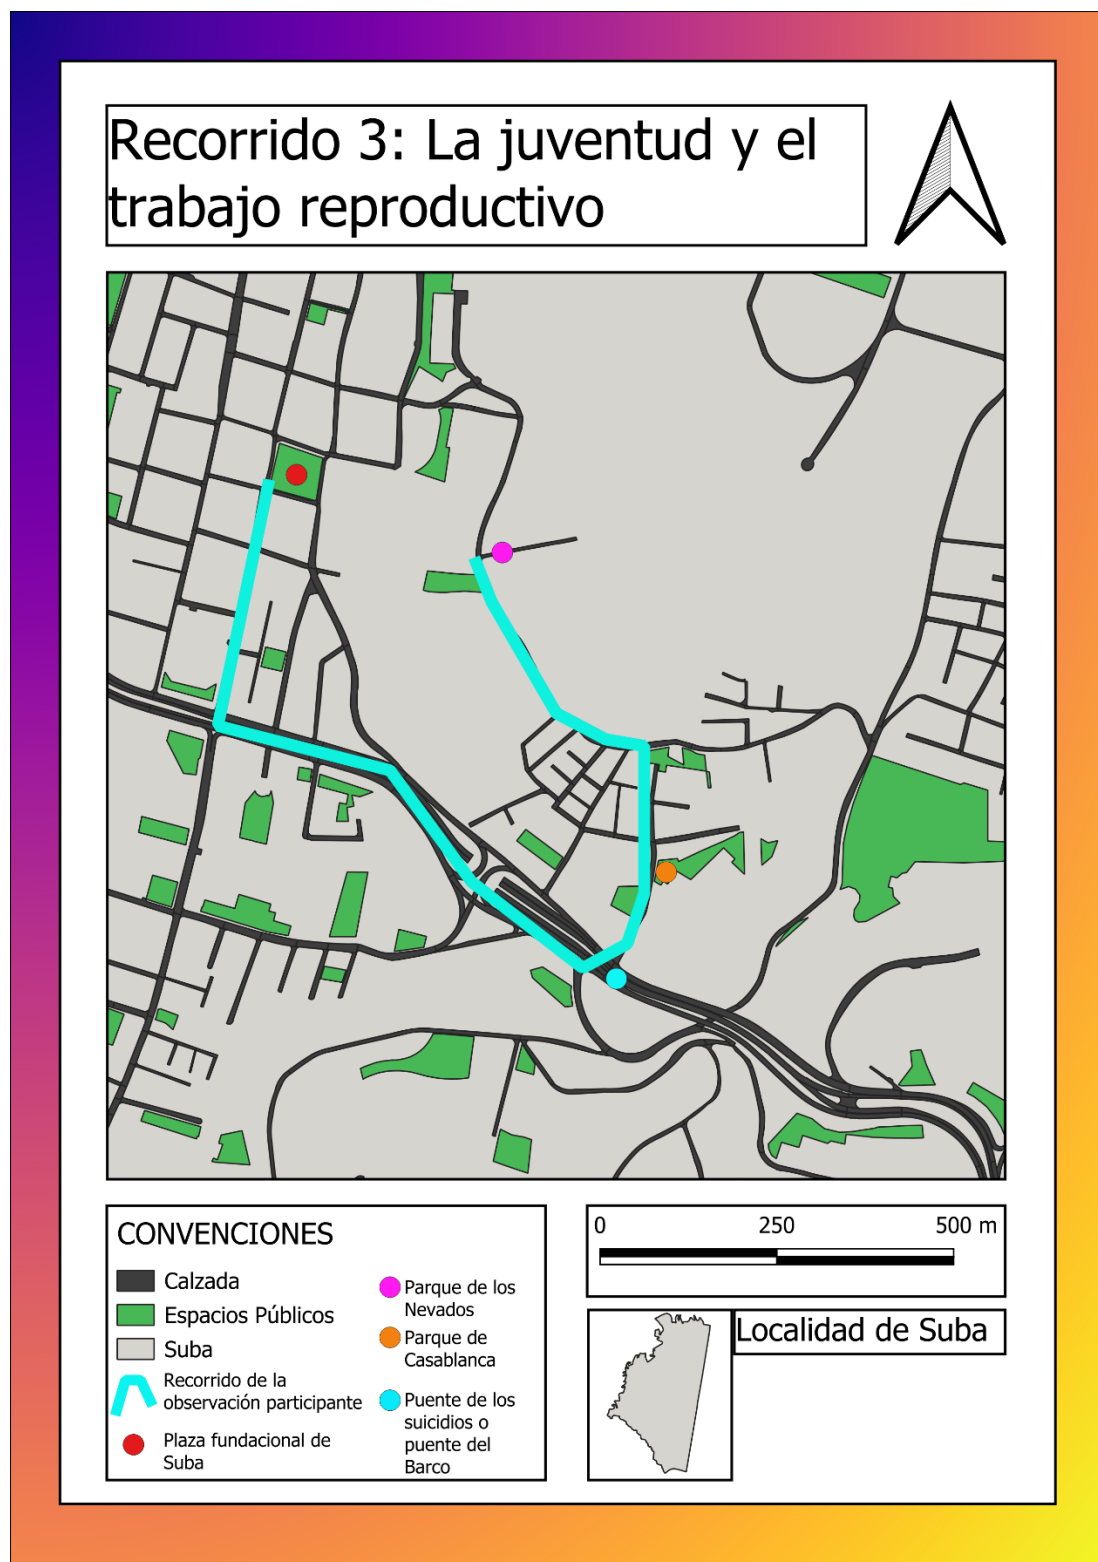 Recorrido 3: La juventud y el
trabajo reproductivo
CONVENCIONES
Calzada
Espacios Públicos
Suba
Recorrido de la
observación participante
Plaza fundacional de
Suba
Parque de los
Nevados
Parque de
Casablanca
Puente de los
suicidios o
puente del
Barco
0 250 500 m
Localidad de Suba